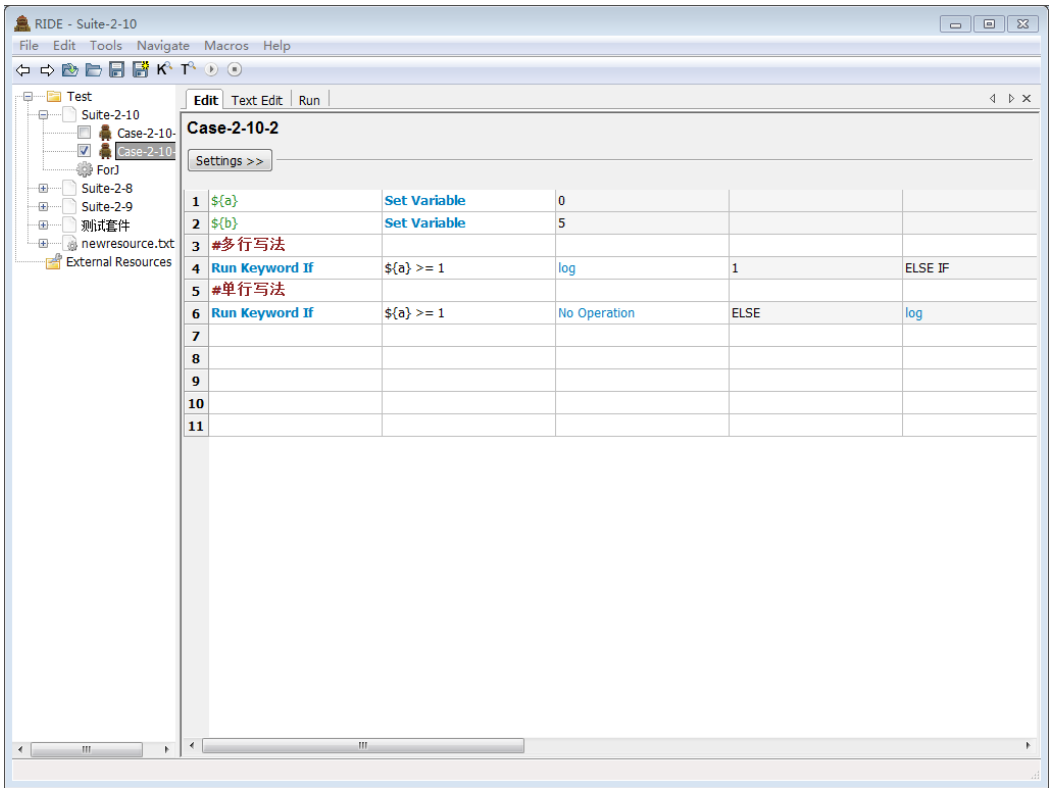 RIDE - Suite-2-10
File Edit Tools Navigate Macros Help
Test
Suite-2-10
Case-2-10-
Case-2-10-
ForJ
Suite-2-8
Suite-2-9
测试套件
newresource.txt
External Resources
Edit Text Edit Run
Case-2-10-2
Settings >>
1 ${a} Set Variable 0
2 ${b} Set Variable 5
3 #多行写法
4 Run Keyword If ${a} >= 1 log 1 ELSE IF
5 #单行写法
6 Run Keyword If ${a} >= 1 No Operation ELSE log
7
8
9
10
11